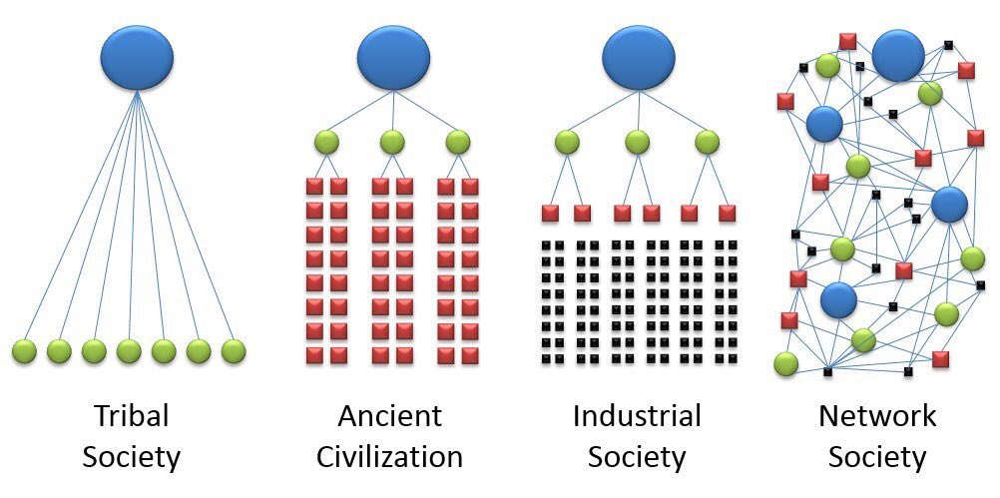 Tribal
Society
Ancient
Civilization
Industrial
Society
Network
Society